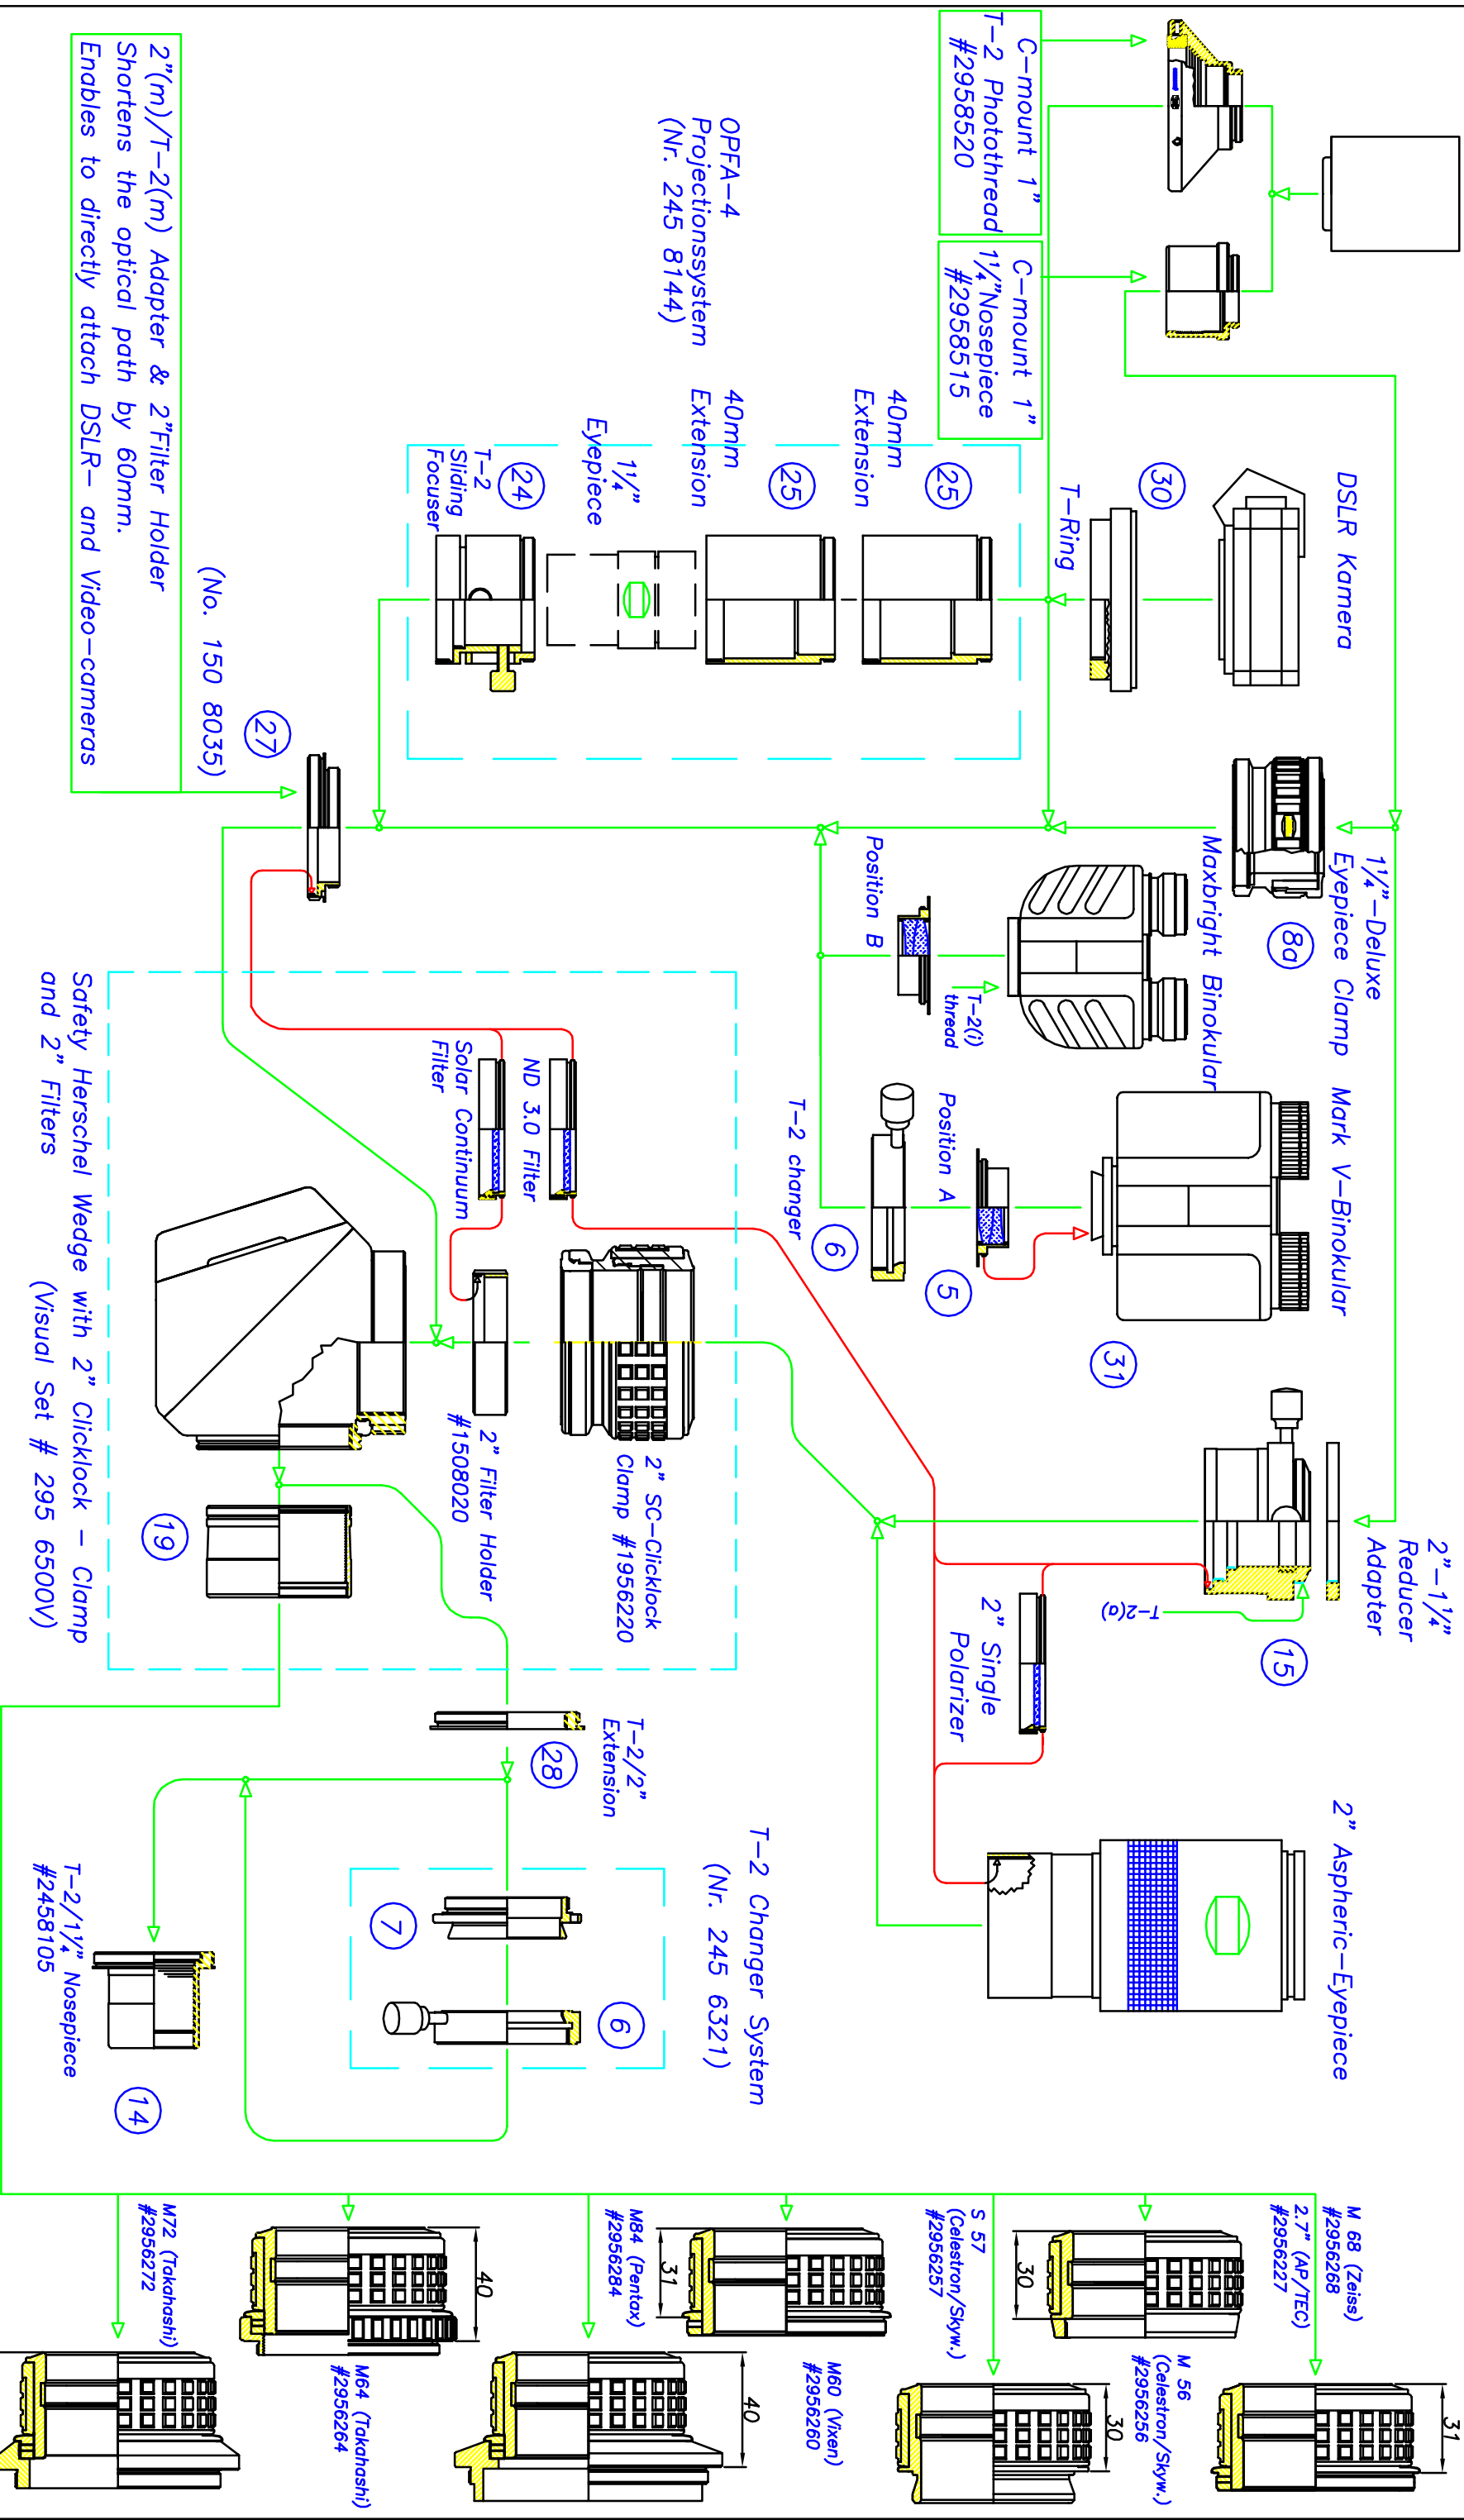 C-mount 1"
T-2 Photothread
#2958520
C-mount 1"
1¼"Nosepiece
#2958515
DSLR Kamera
30
T-Ring
OPFA-4
Projectionssystem
(Nr. 245 8144)
40mm
Extension
25
40mm
Extension
25
1¼"
Eyepiece
24
T-2
Sliding
Focuser
2"(m)/T-2(m) Adapter & 2"Filter Holder
Shortens the optical path by 60mm.
Enables to directly attach DSLR- and Video-cameras
(No. 150 8035)
27
1¼"-Deluxe
Eyepiece Clamp
8a
Maxbright Binokular
T-2(i)
thread
Position B
Mark V-Binokular
31
Position A
5
T-2 changer
6
2"-1¼"
Reducer
Adapter
15
T-2(a)
2" Single
Polarizer
2" Aspheric-Eyepiece
ND 3.0 Filter
Solar Continuum
Filter
2" SC-Clicklock
Clamp #1956220
2" Filter Holder
#1508020
19
Safety Herschel Wedge with 2" Clicklock - Clamp
and 2" Filters
(Visual Set # 295 6500V)
T-2/2"
Extension
28
T-2 Changer System
(Nr. 245 6321)
7
6
T-2/1¼" Nosepiece
#2458105
14
M 68 (Zeiss)
#2956268
2.7" (AP/TEC)
#2956227
31
M 56
(Celestron/Skyw.)
#2956256
30
S 57
(Celestron/Skyw.)
#2956257
30
M60 (Vixen)
#2956260
31
M84 (Pentax)
#2956284
40
M64 (Takahashi)
#2956264
40
M72 (Takahashi)
#2956272